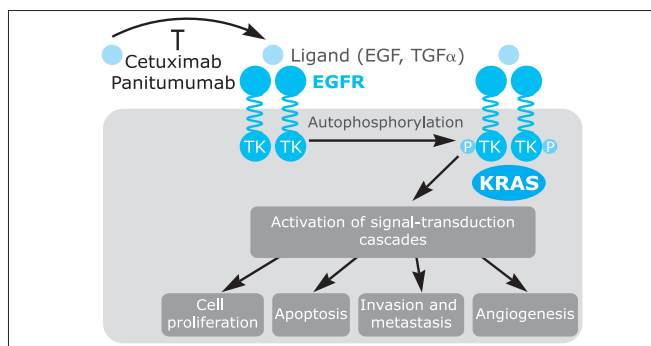 Cetuximab
Panitumumab
Ligand (EGF, TGFα)
EGFR
Autophosphorylation
TK
TK
P
TK
TK
P
KRAS
Activation of signal-transduction
cascades
Cell
proliferation
Apoptosis
Invasion and
metastasis
Angiogenesis